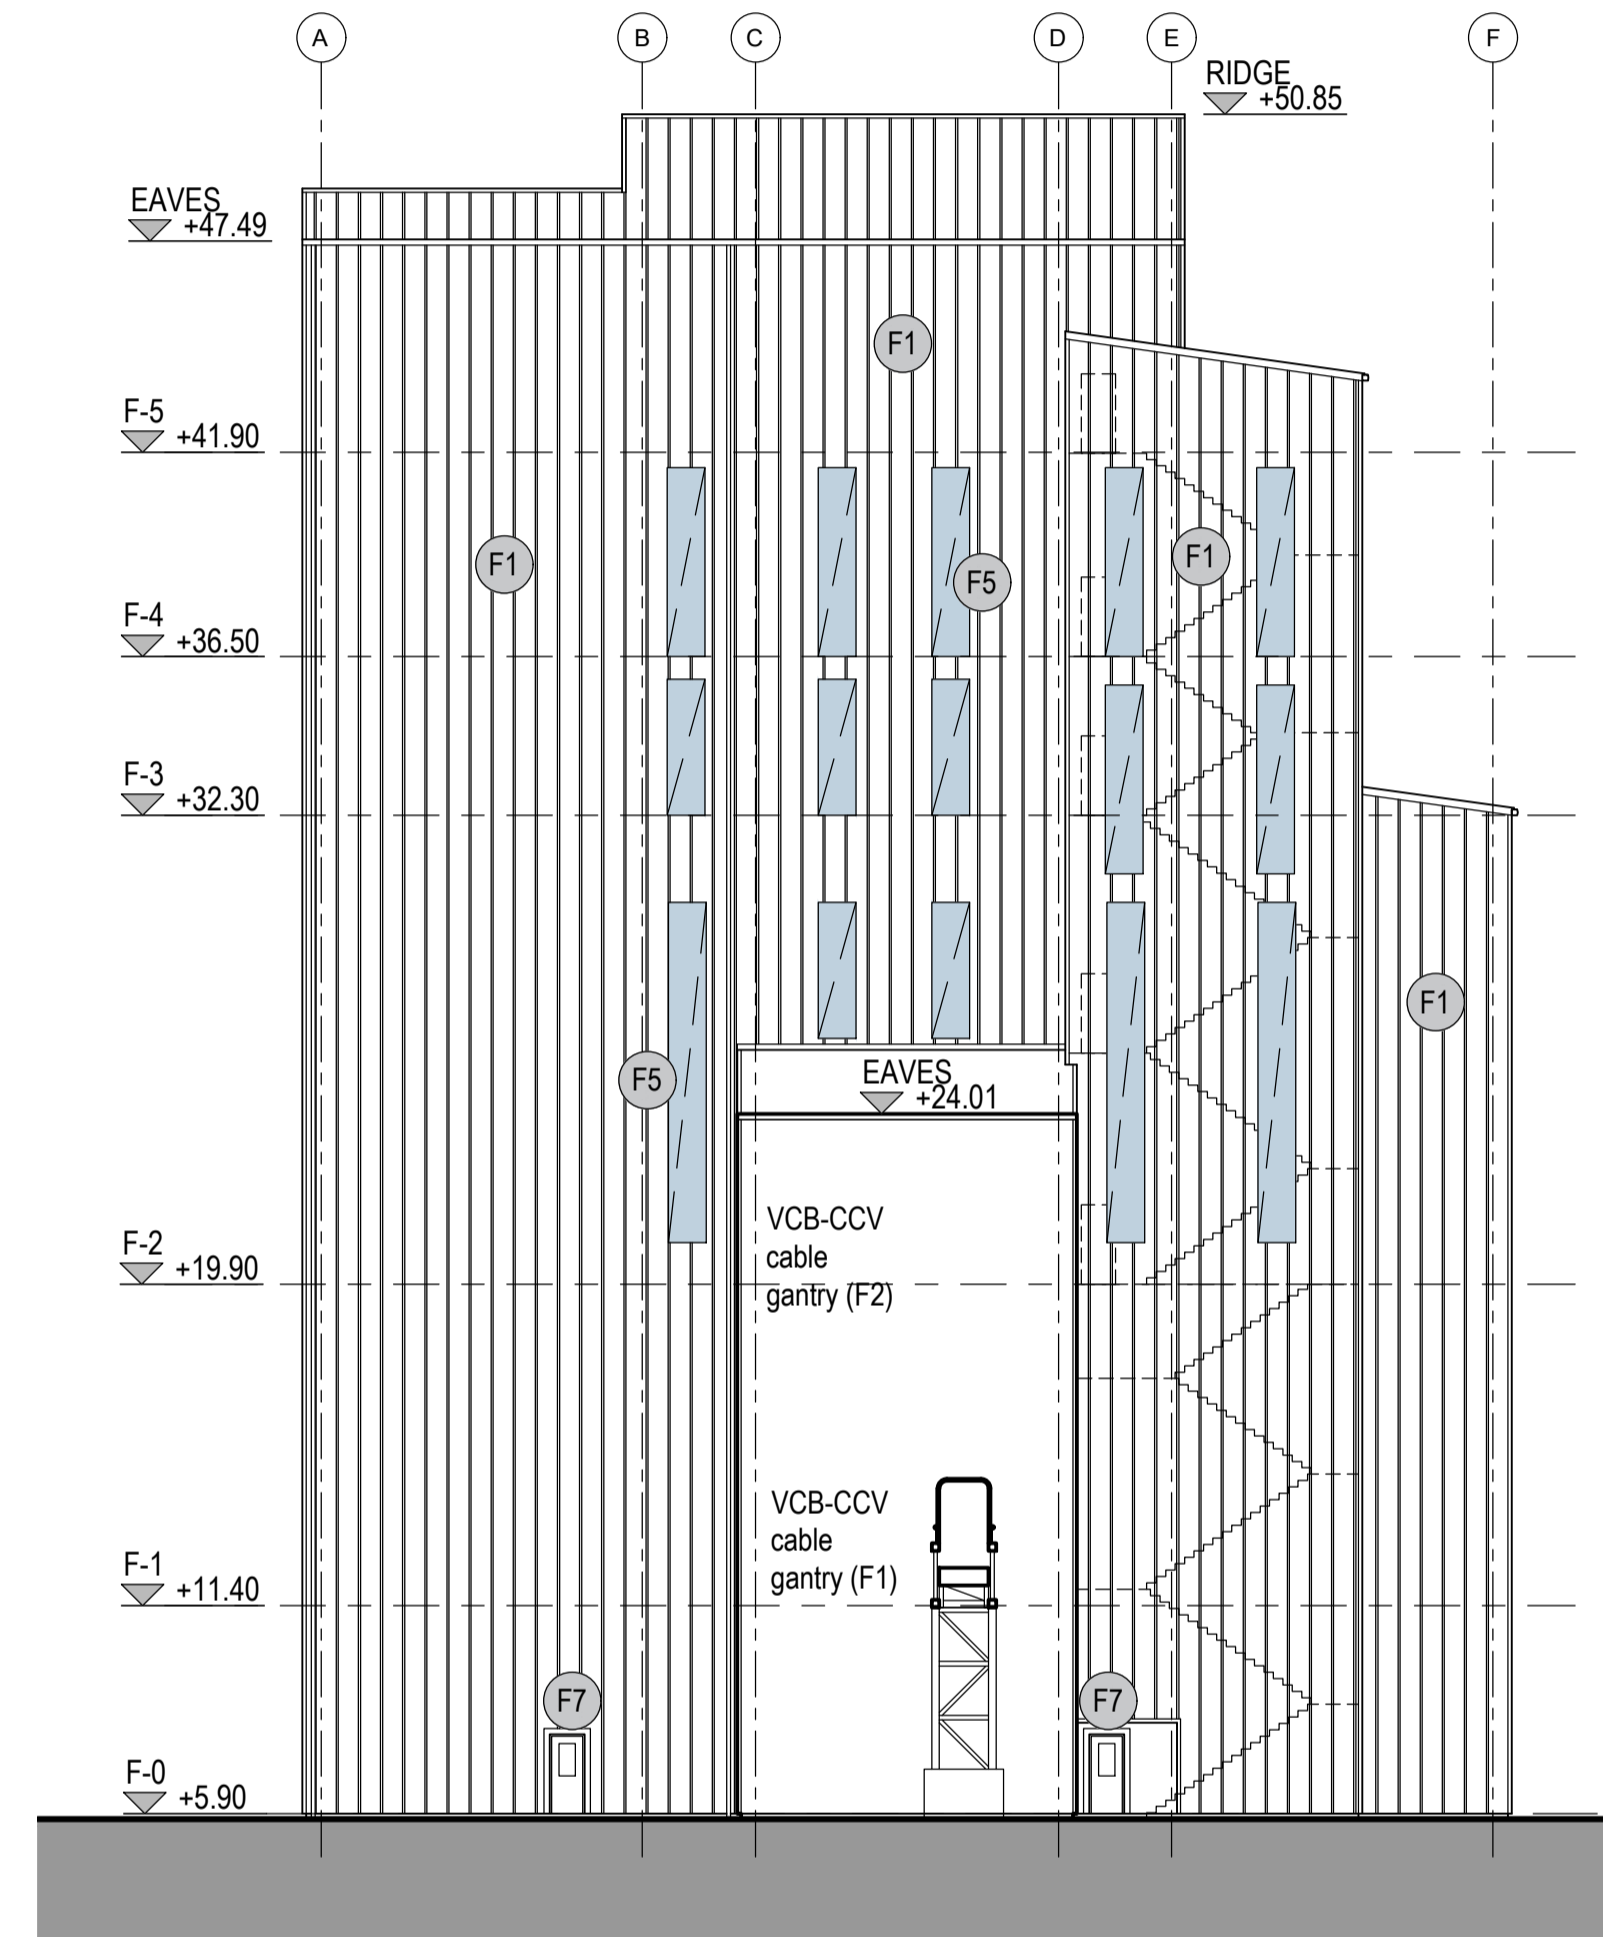 A B C D E F
RIDGE
+50.85
EAVES
+47.49
F1
F-5
+41.90
F1
F1
F5
F-4
+36.50
F-3
+32.30
F1
F5
EAVES
+24.01
VCB-CCV
cable
gantry (F2)
F-2
+19.90
VCB-CCV
cable
gantry (F1)
F-1
+11.40
F7
F7
F-0
+5.90